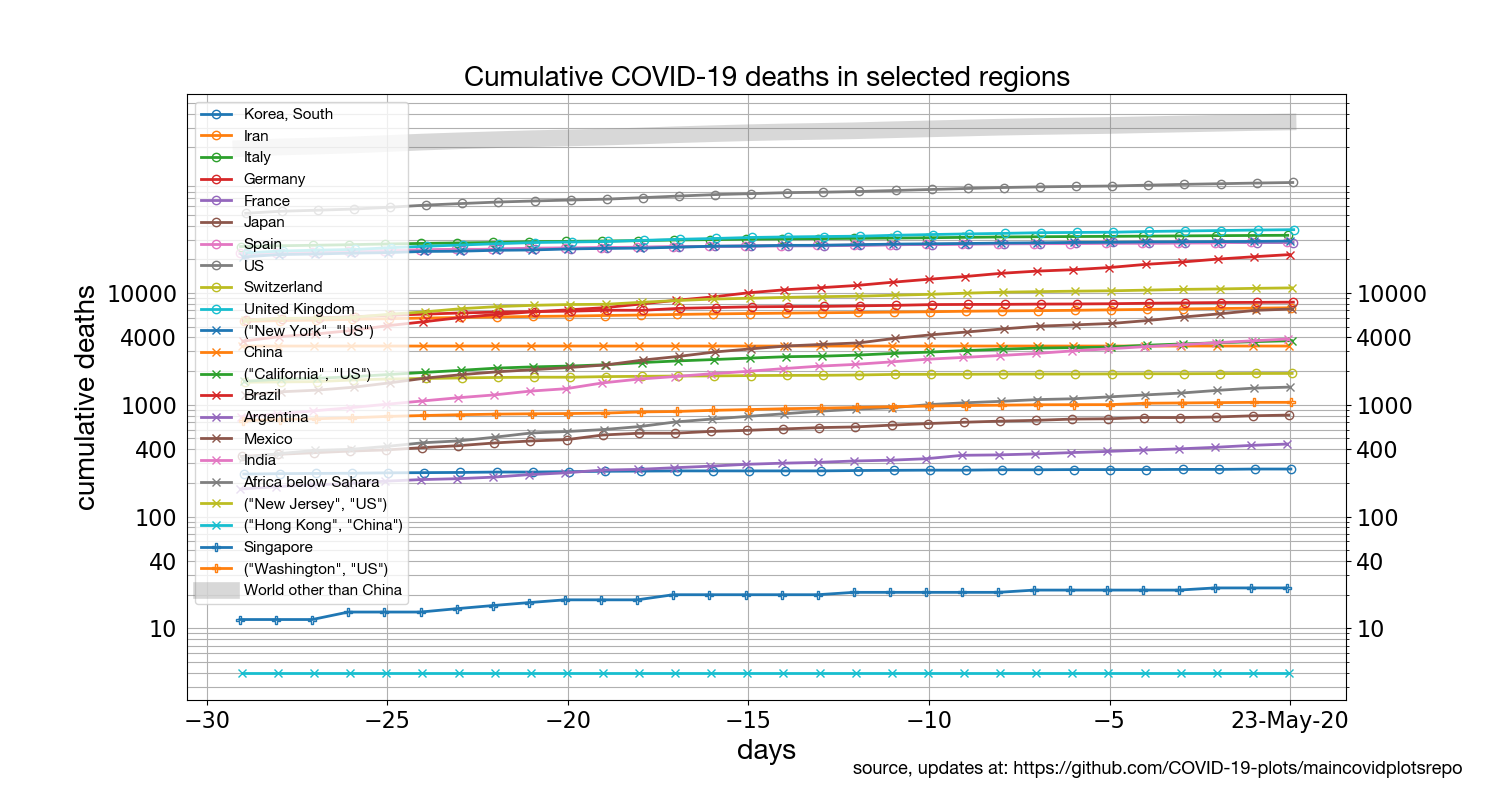 Cumulative COVID-19 deaths in selected regions
cumulative deaths
10000
4000
1000
400
100
40
10
Korea, South
Iran
Italy
Germany
France
Japan
Spain
US
Switzerland
United Kingdom
("New York", "US")
China
("California", "US")
Brazil
Argentina
Mexico
India
Africa below Sahara
("New Jersey", "US")
("Hong Kong", "China")
Singapore
("Washington", "US")
World other than China
10000
4000
1000
400
100
40
10
−30 −25 −20 −15 −10 −5 23-May-20
days
source, updates at: https://github.com/COVID-19-plots/maincovidplotsrepo